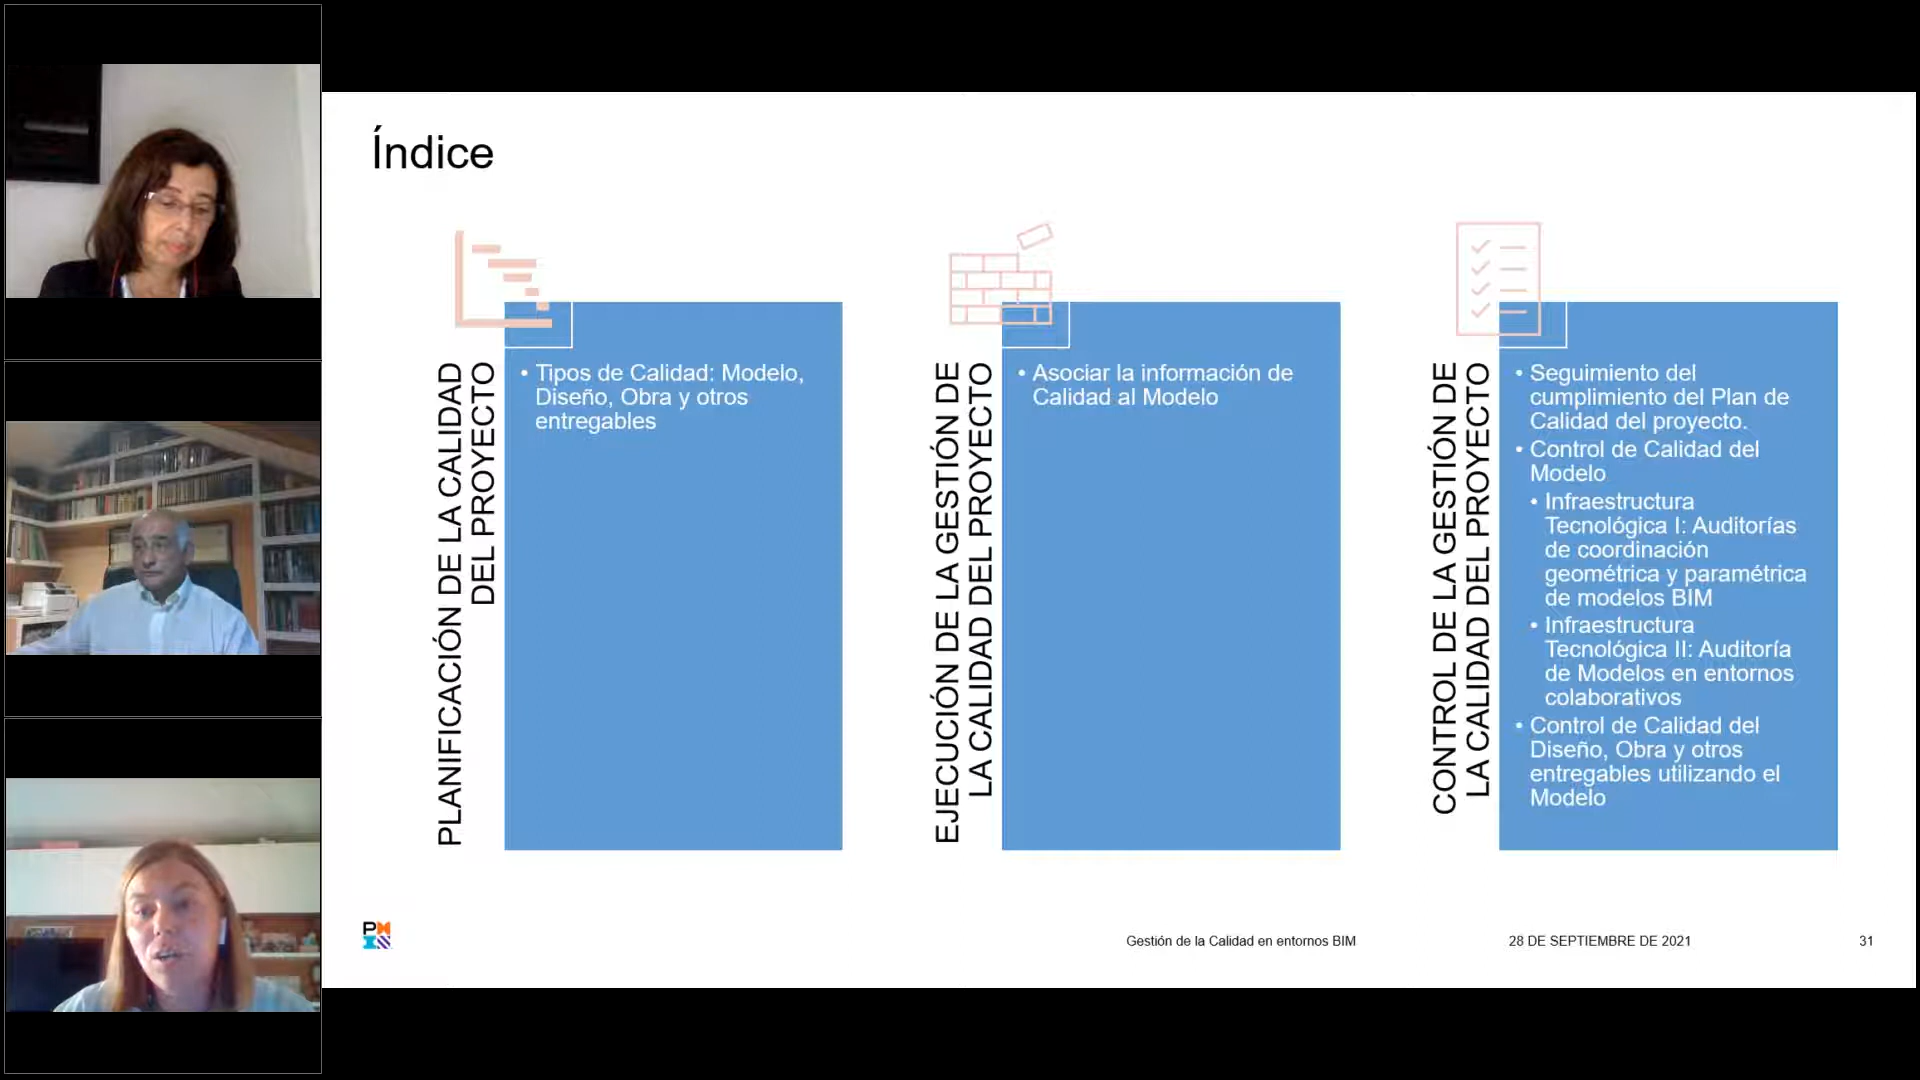 Índice
PLANIFICACIÓN DE LA CALIDAD
DEL PROYECTO
• Tipos de Calidad: Modelo,
Diseño, Obra y otros
entregables
EJECUCIÓN DE LA GESTIÓN DE
LA CALIDAD DEL PROYECTO
• Asociar la información de
Calidad al Modelo
CONTROL DE LA GESTIÓN DE
LA CALIDAD DEL PROYECTO
• Seguimiento del
cumplimiento del Plan de
Calidad del proyecto.
• Control de Calidad del
Modelo
• Infraestructura
Tecnológica I: Auditorías
de coordinación
geométrica y paramétrica
de modelos BIM
• Infraestructura
Tecnológica II: Auditoría
de Modelos en entornos
colaborativos
• Control de Calidad del
Diseño, Obra y otros
entregables utilizando el
Modelo
Gestión de la Calidad en entornos BIM
28 DE SEPTIEMBRE DE 2021
31